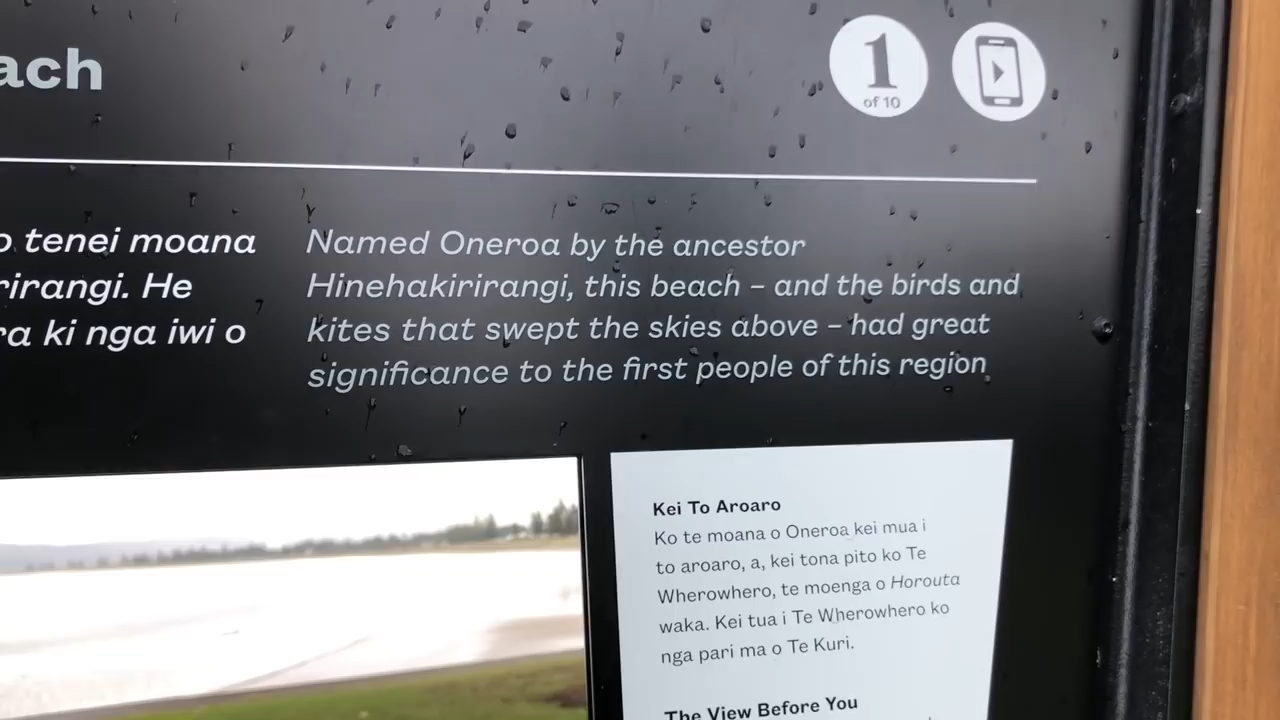 ach
1
of 10
tenei moana
rirangi. He
ra ki nga iwi o
Named Oneroa by the ancestor
Hinehakirirangi, this beach – and the birds and
kites that swept the skies above – had great
significance to the first people of this region
Kei To Aroaro
Ko te moana o Oneroa kei mua i
to aroaro, a, kei tona pito ko Te
Wherowhero, te moenga o Horouta
waka. Kei tua i Te Wherowhero ko
nga pari ma o Te Kuri.
The View Before You